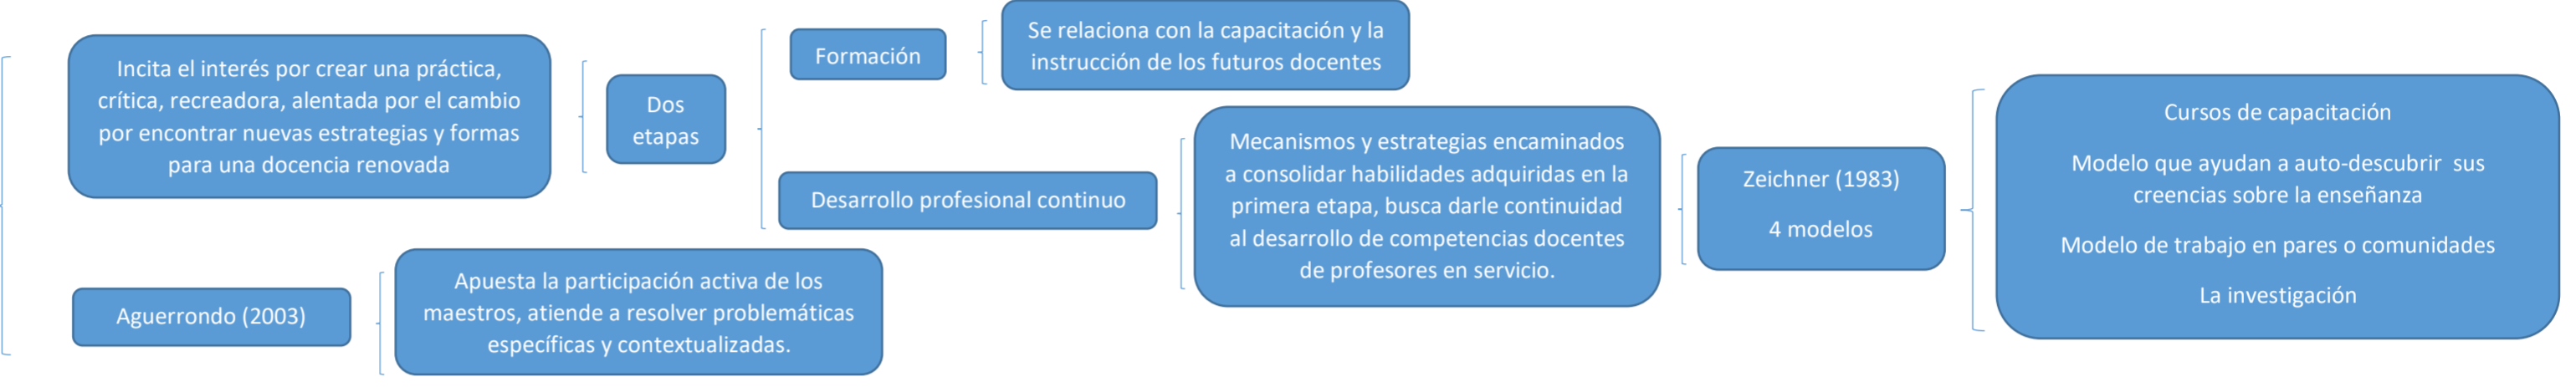 Incita el interés por crear una práctica,
crítica, recreadora, alentada por el cambio
por encontrar nuevas estrategias y formas
para una docencia renovada
Dos
etapas
Formación
Se relaciona con la capacitación y la
instrucción de los futuros docentes
Desarrollo profesional continuo
Mecanismos y estrategias encaminados
a consolidar habilidades adquiridas en la
primera etapa, busca darle continuidad
al desarrollo de competencias docentes
de profesores en servicio.
Zeichner (1983)
4 modelos
Cursos de capacitación
Modelo que ayudan a auto-descubrir sus
creencias sobre la enseñanza
Modelo de trabajo en pares o comunidades
La investigación
Aguerrondo (2003)
Apuesta la participación activa de los
maestros, atiende a resolver problemáticas
específicas y contextualizadas.